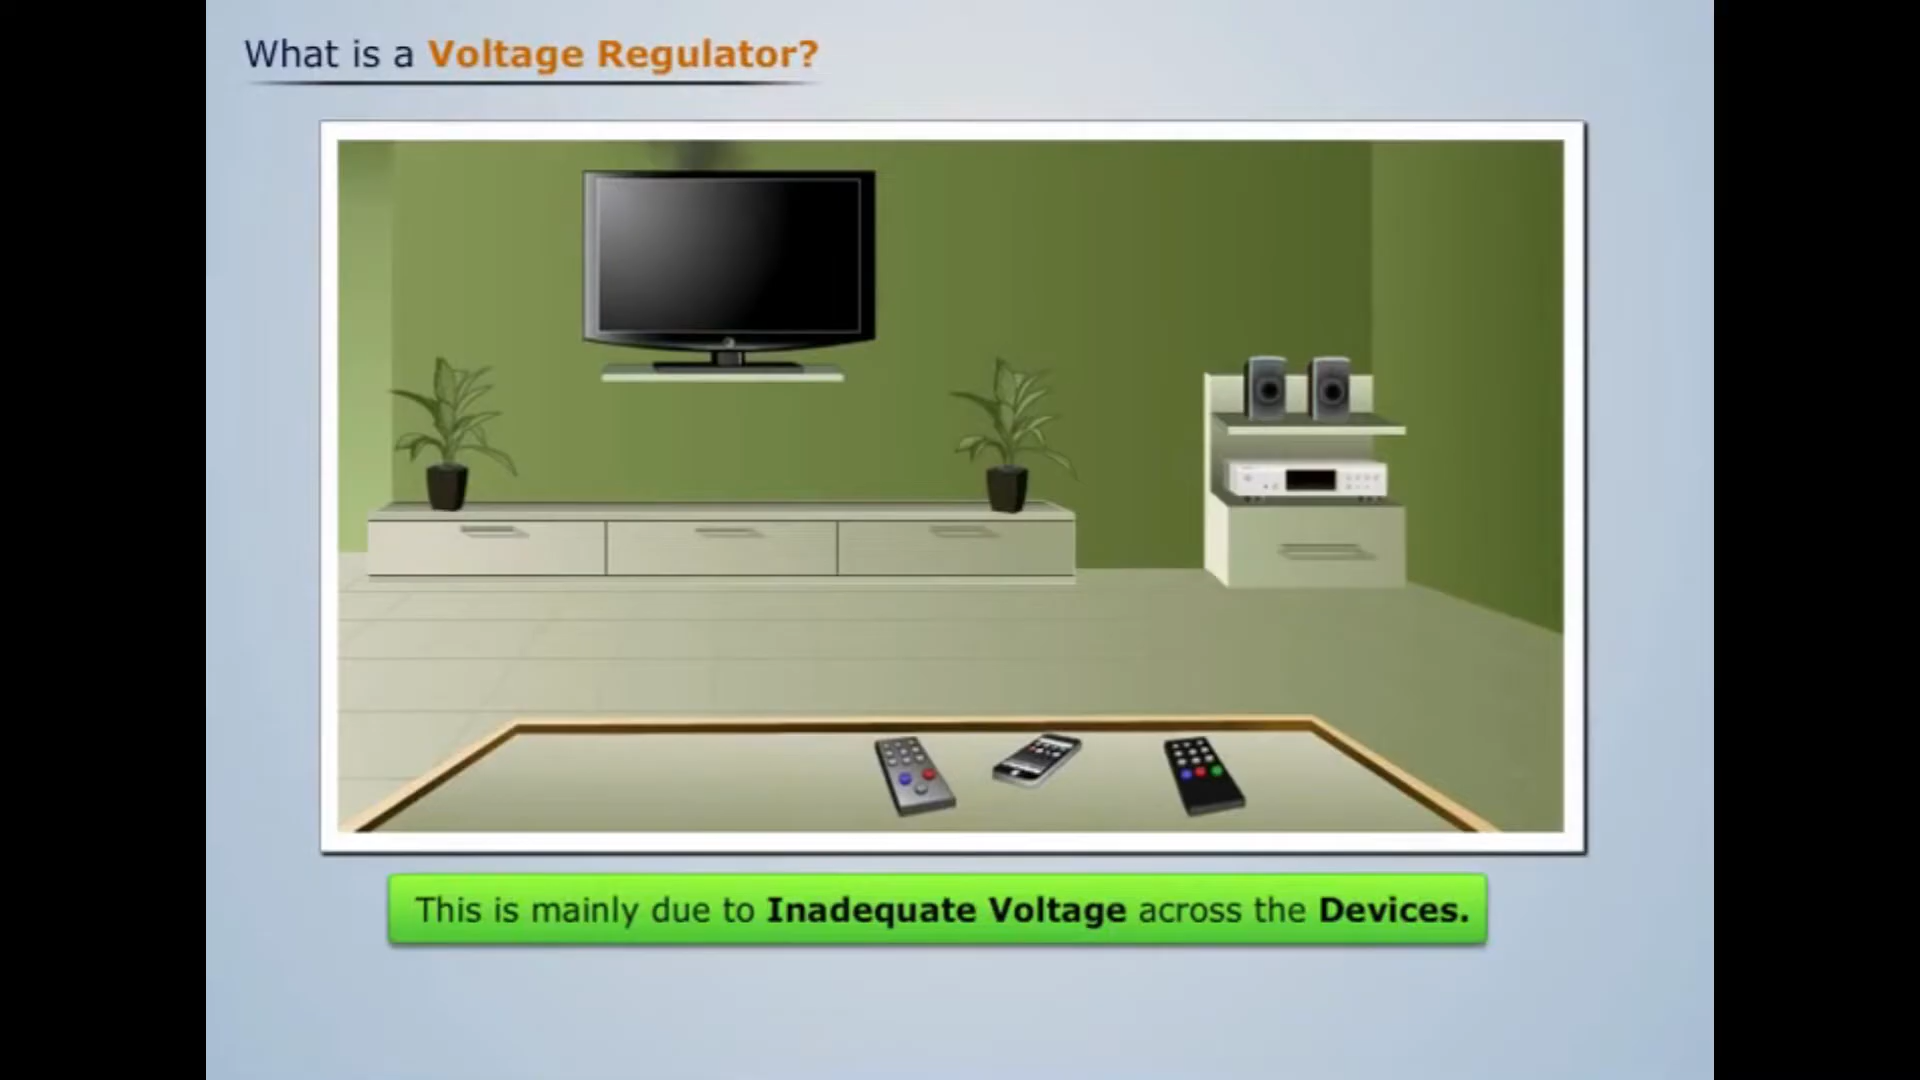 What is a Voltage Regulator?
This is mainly due to Inadequate Voltage across the Devices.